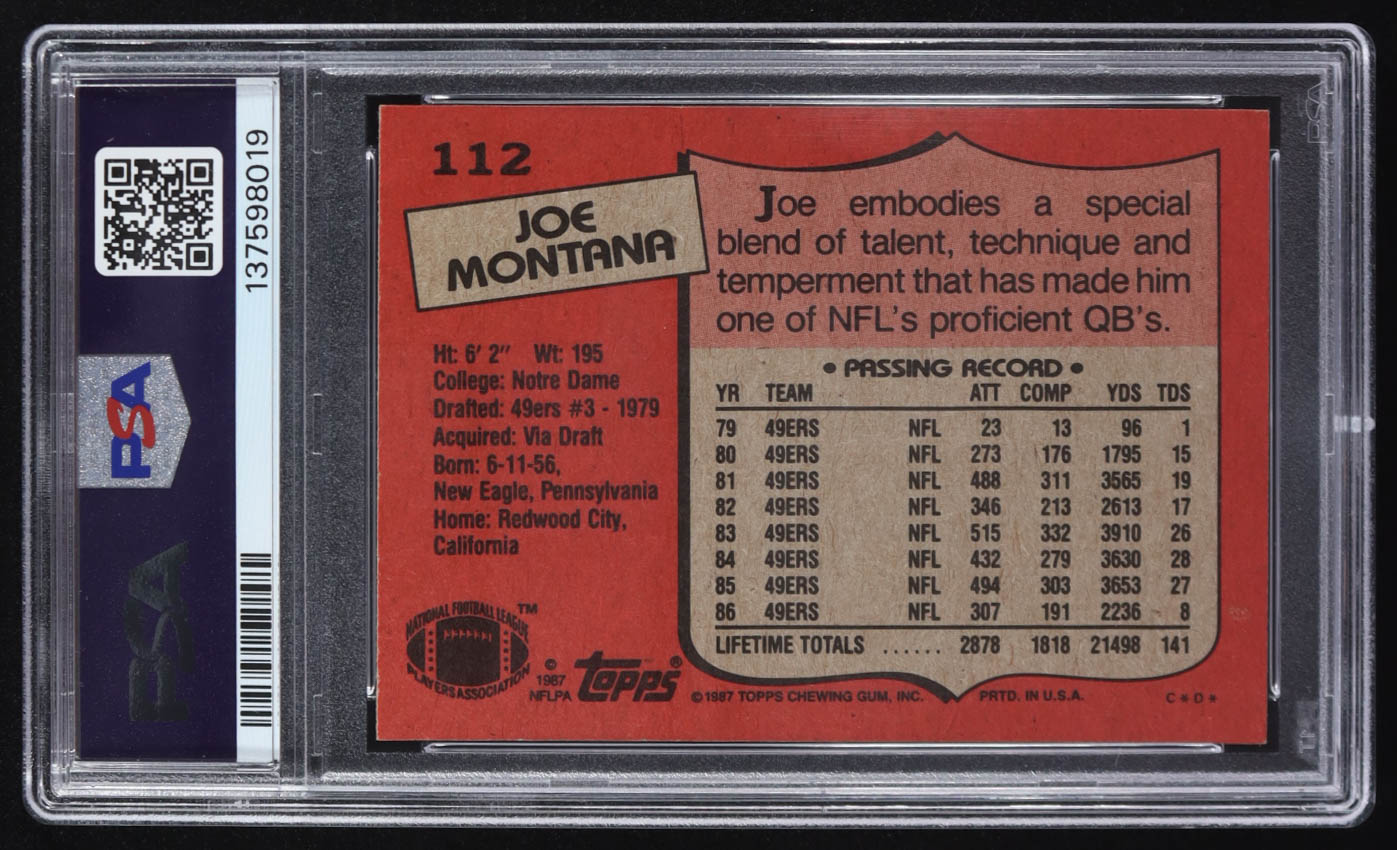 137598019
PSA
PSA
112
JOE
MONTANA
Ht: 6' 2" Wt: 195
College: Notre Dame
Drafted: 49ers #3 - 1979
Acquired: Via Draft
Born: 6-11-56,
New Eagle, Pennsylvania
Home: Redwood City,
California
NATIONAL FOOTBALL LEAGUE ™
PLAYERS ASSOCIATION
©
1987
NFLPA
topps®
Joe embodies a special
blend of talent, technique and
temperment that has made him
one of NFL's proficient QB's.
• PASSING RECORD •
YR TEAM ATT COMP YDS TDS
79 49ERS NFL 23 13 96 1
80 49ERS NFL 273 176 1795 15
81 49ERS NFL 488 311 3565 19
82 49ERS NFL 346 213 2613 17
83 49ERS NFL 515 332 3910 26
84 49ERS NFL 432 279 3630 28
85 49ERS NFL 494 303 3653 27
86 49ERS NFL 307 191 2236 8
LIFETIME TOTALS ...... 2878 1818 21498 141
© 1987 TOPPS CHEWING GUM, INC. PRTD. IN U.S.A. C * D *
PSA